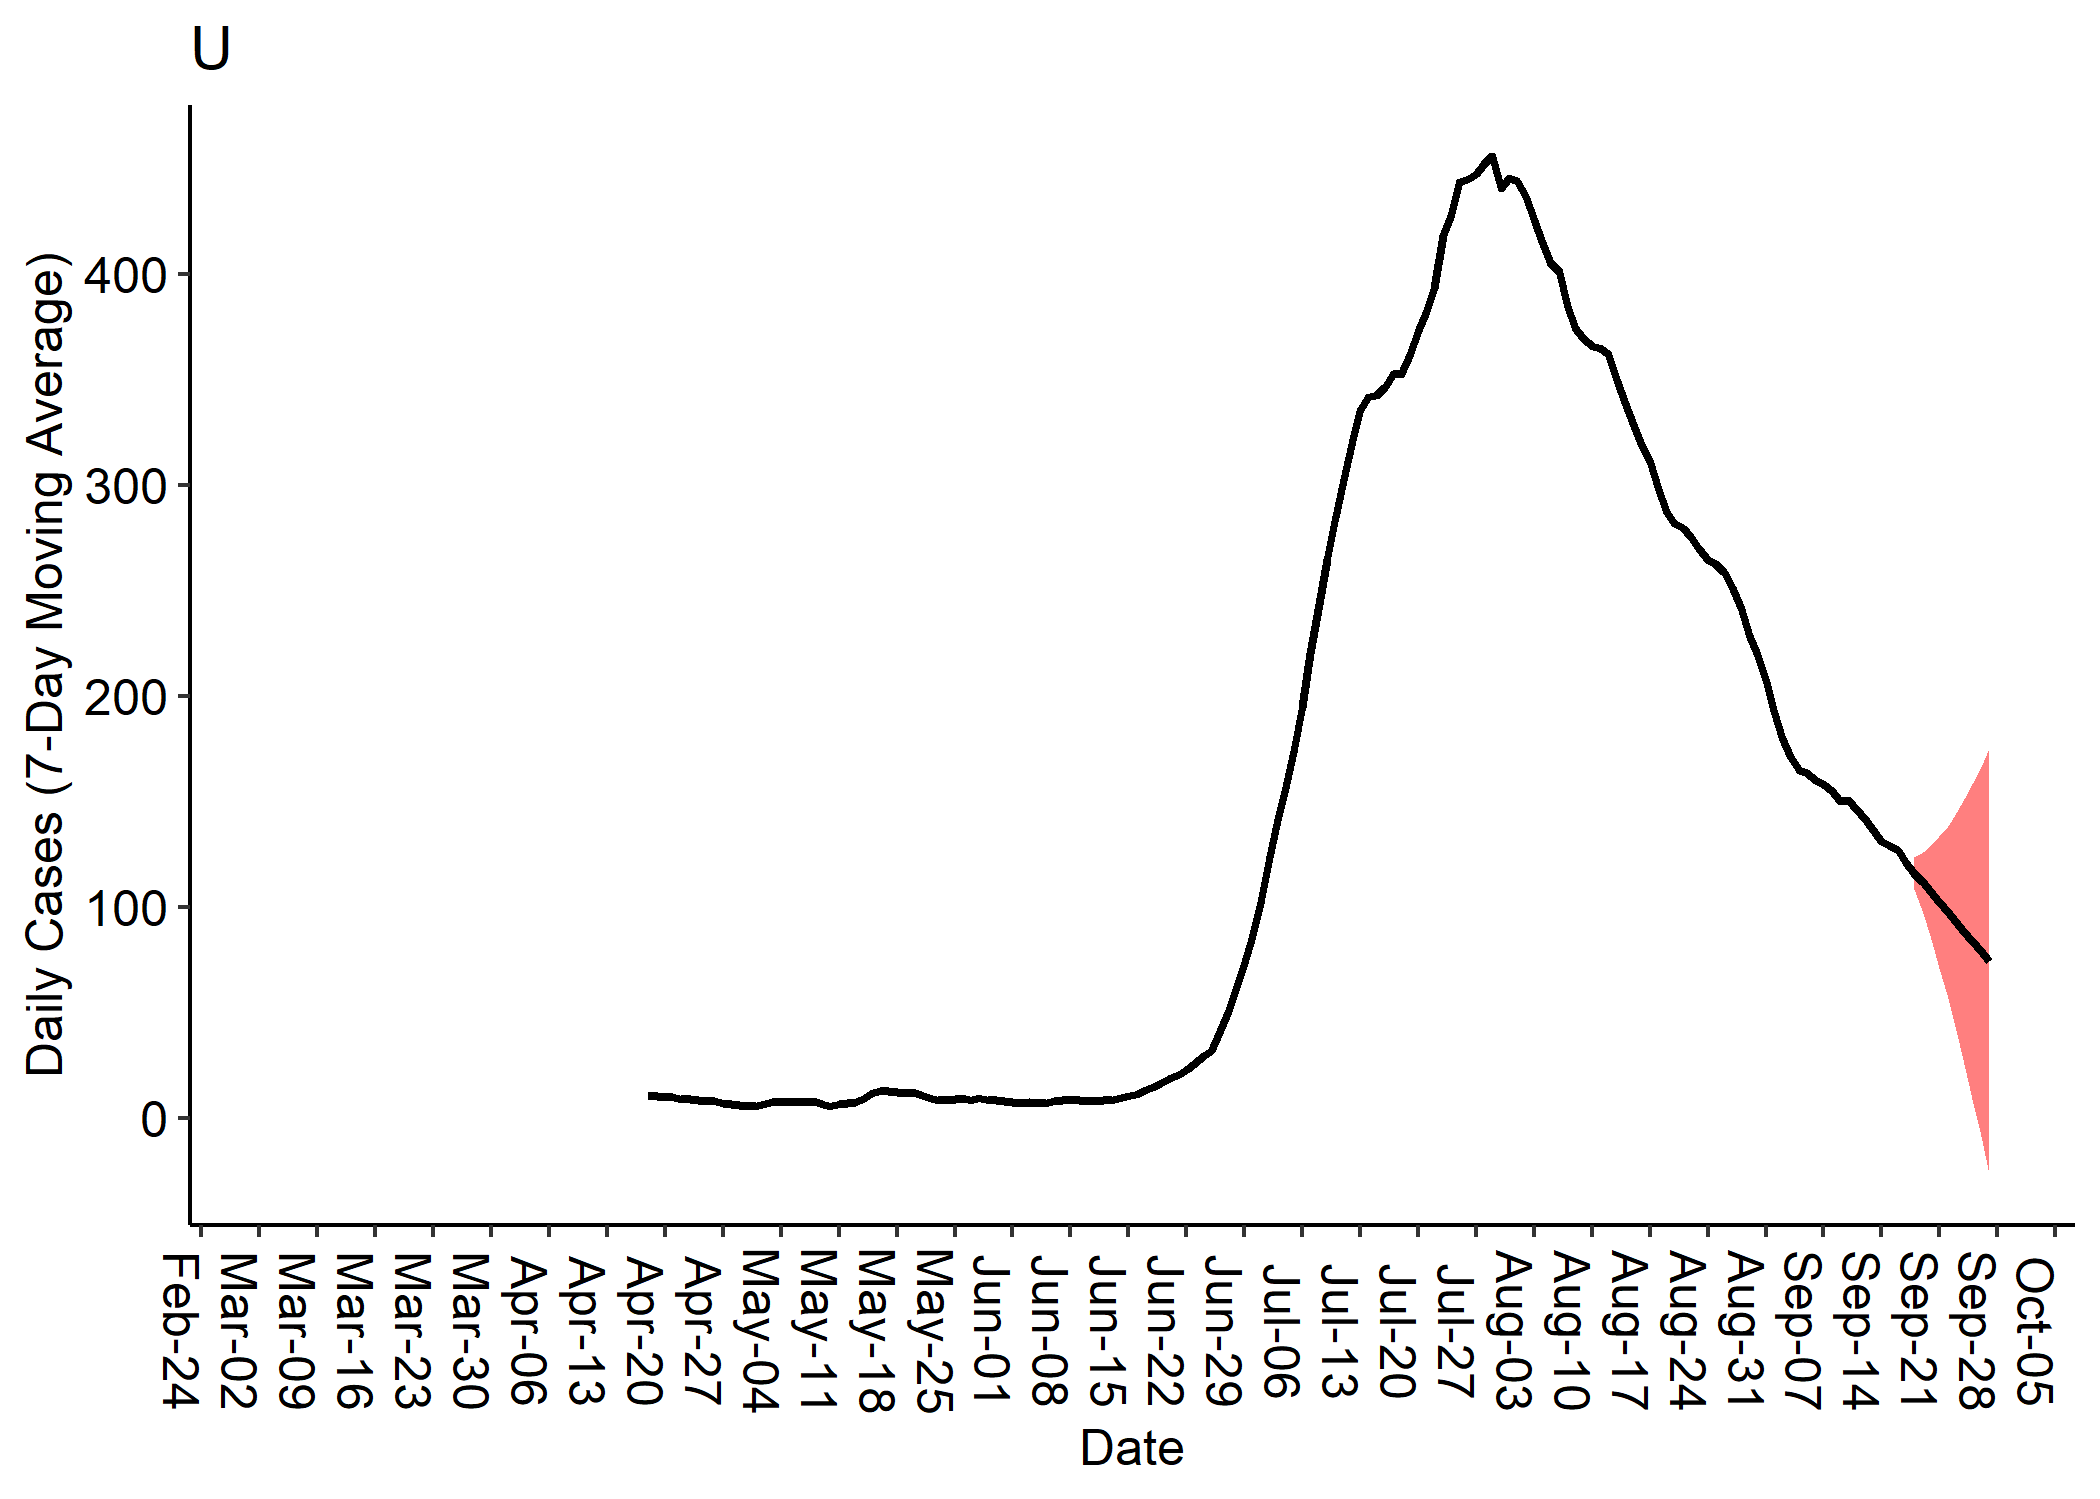 U
Daily Cases (7-Day Moving Average)
400
300
200
100
0
Feb-24
Mar-02
Mar-09
Mar-16
Mar-23
Mar-30
Apr-06
Apr-13
Apr-20
Apr-27
May-04
May-11
May-18
May-25
Jun-01
Jun-08
Jun-15
Jun-22
Jun-29
Jul-06
Jul-13
Jul-20
Jul-27
Aug-03
Aug-10
Aug-17
Aug-24
Aug-31
Sep-07
Sep-14
Sep-21
Sep-28
Oct-05
Date